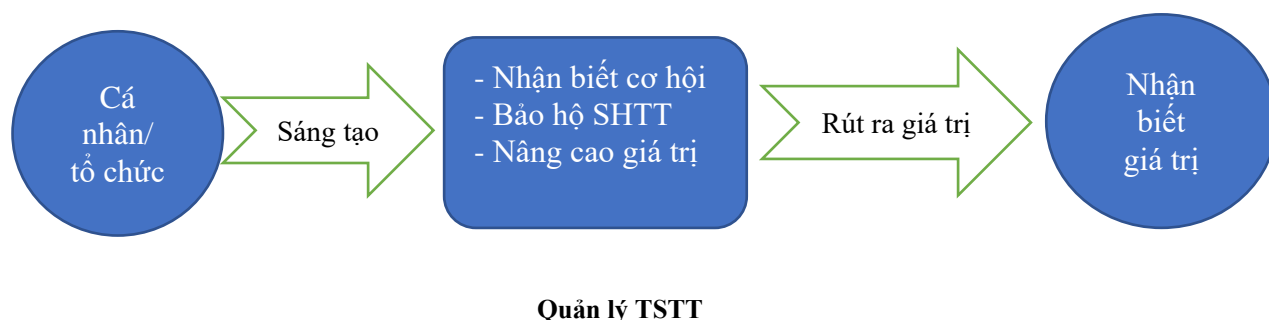 Cá
nhân/
tổ chức
Sáng tạo
- Nhận biết cơ hội
- Bảo hộ SHTT
- Nâng cao giá trị
Rút ra giá trị
Nhận
biết
giá trị
Quản lý TSTT